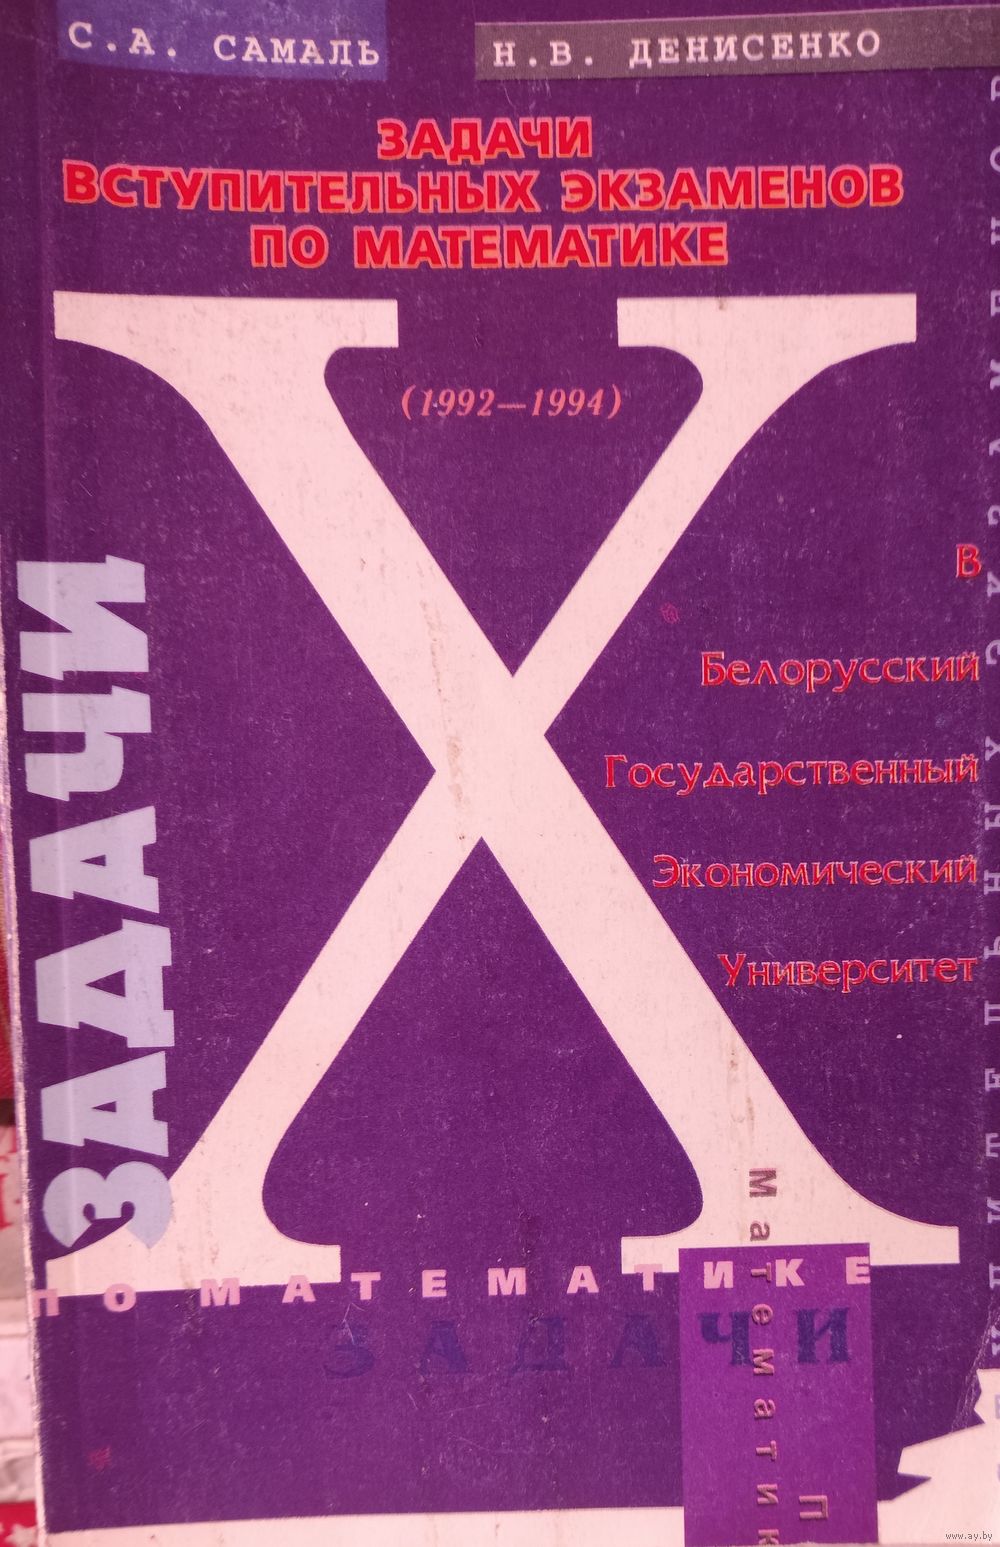 С.А. САМАЛЬ
Н.В. ДЕНИСЕНКО
ЗАДАЧИ
ВСТУПИТЕЛЬНЫХ ЭКЗАМЕНОВ
ПО МАТЕМАТИКЕ
X
(1992—1994)
В
Белорусский
Государственный
Экономический
Университет
ЗАДАЧИ
ПО МАТЕМАТИКЕ
ЗАДАЧИ
Математик
П
www.ay.by